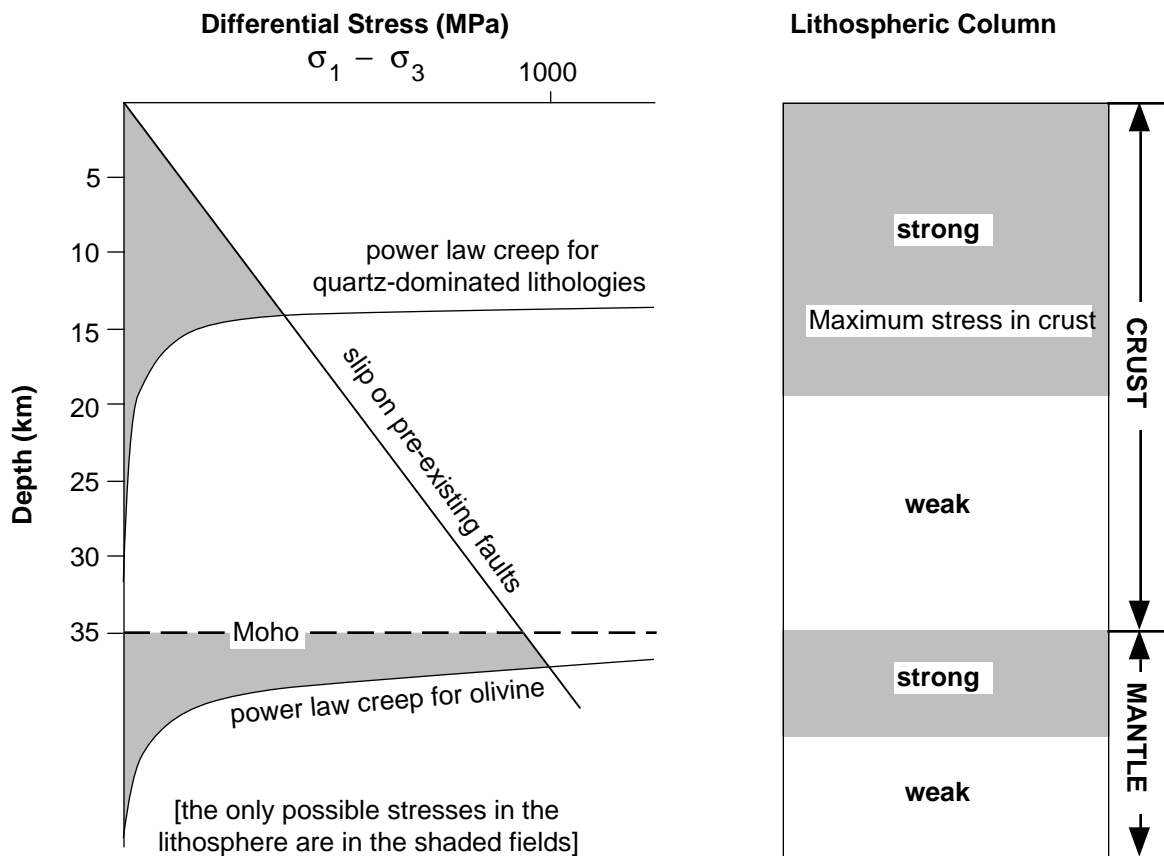 Differential Stress (MPa)
σ1 − σ3
1000
Lithospheric Column
Depth (km)
5
10
15
20
25
30
35
power law creep for
quartz-dominated lithologies
slip on pre-existing faults
Moho
power law creep for olivine
[the only possible stresses in the
lithosphere are in the shaded fields]
strong
Maximum stress in crust
weak
strong
weak
CRUST
MANTLE